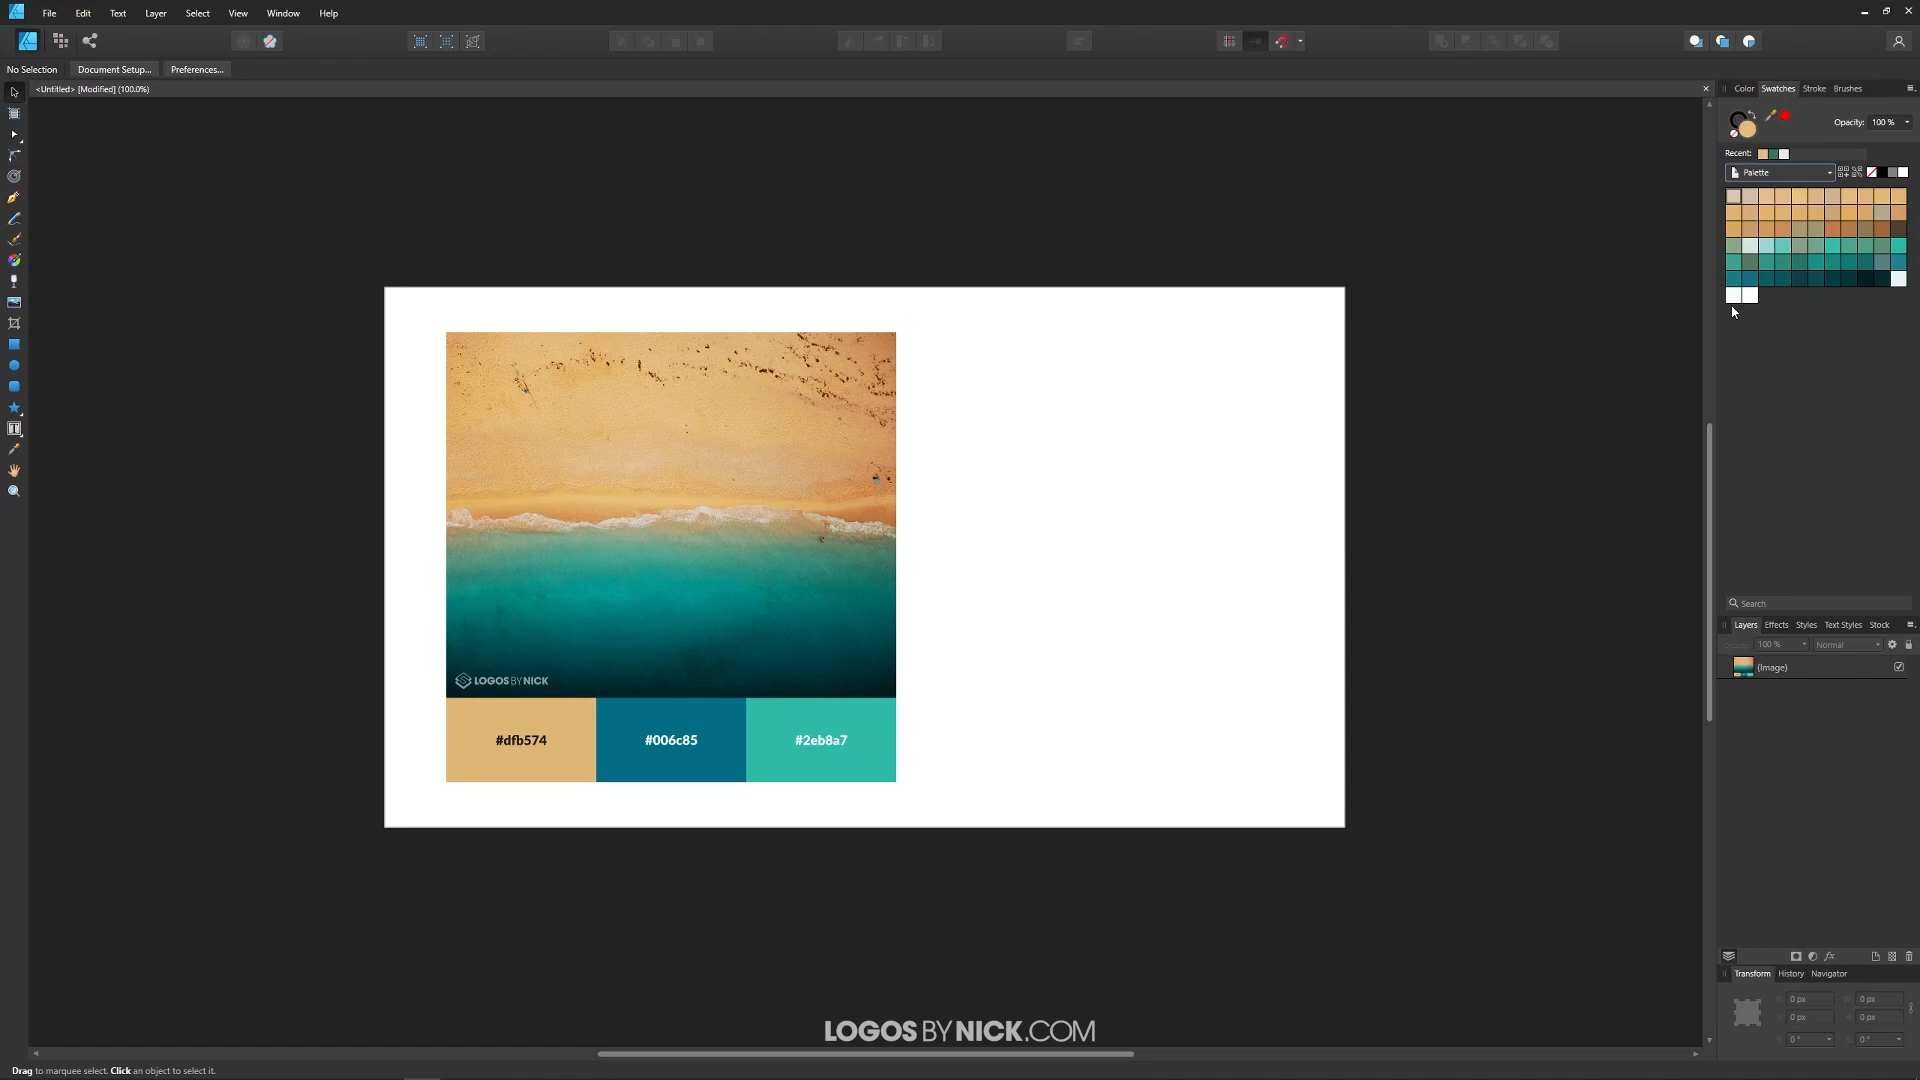 File Edit Text Layer Select View Window Help
No Selection Document Setup... Preferences...
<Untitled> [Modified] (100.0%)
Color Swatches Stroke Brushes
Opacity: 100 %
Recent:
Palette
LOGOS BY NICK
#dfb574 #006c85 #2eb8a7
Search
Layers Effects Styles Text Styles Stock
100 % Normal
(Image)
Transform History Navigator
0 px 0 px
0 px 0 px
0 ° 0 °
LOGOS BY NICK.COM
Drag to marquee select. Click an object to select it.